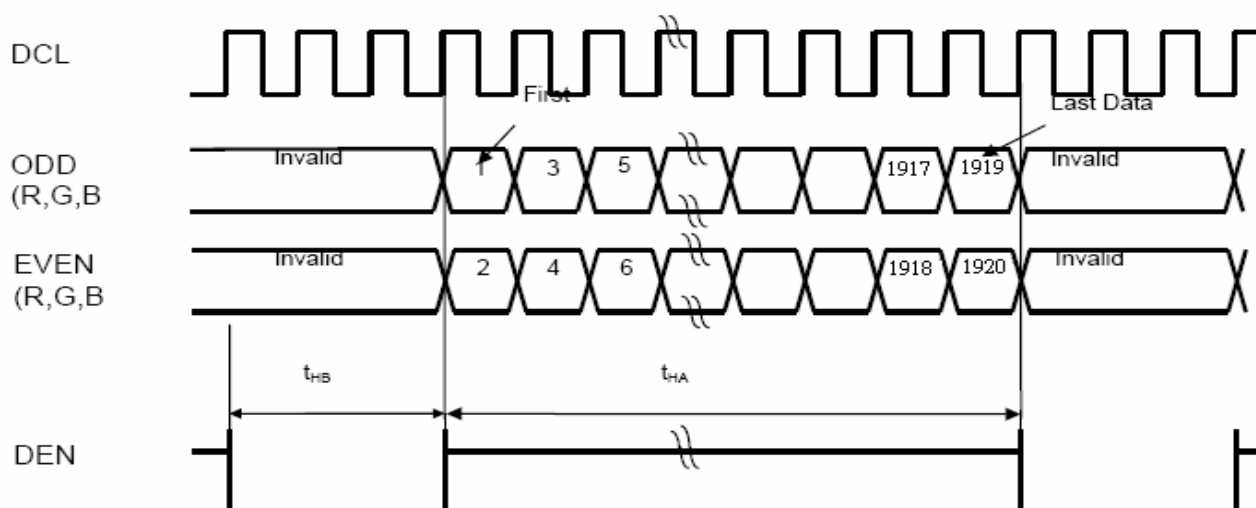 DCL
First
Last Data
ODD
(R,G,B
Invalid
1 3 5 1917 1919
Invalid
EVEN
(R,G,B
Invalid
2 4 6 1918 1920
Invalid
tHB
tHA
DEN